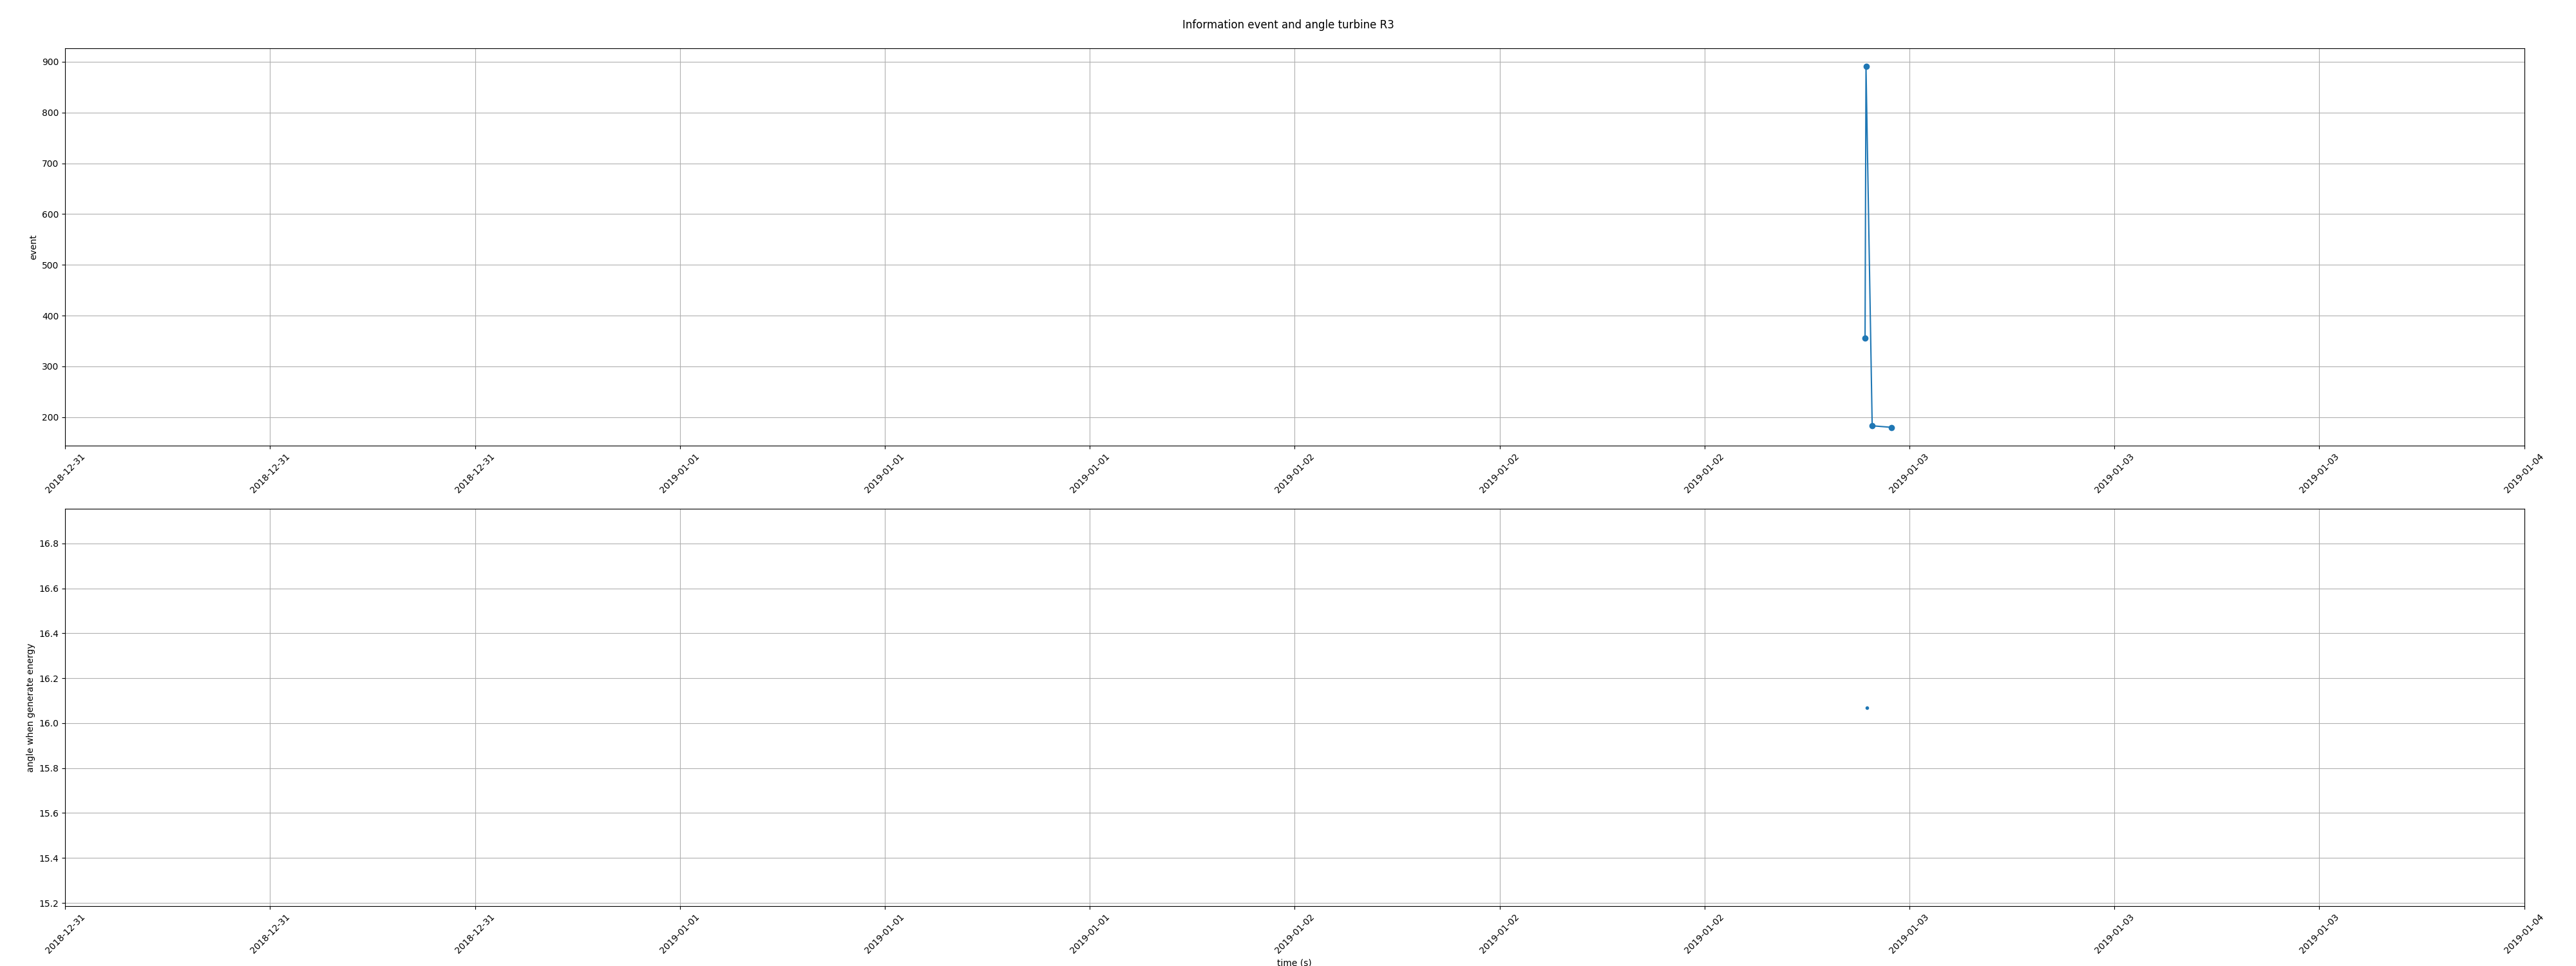 Information event and angle turbine R3
900
800
700
600
500
400
300
200
event
2018-12-31 2018-12-31 2018-12-31 2019-01-01 2019-01-01 2019-01-01 2019-01-02 2019-01-02 2019-01-02 2019-01-03 2019-01-03 2019-01-03 2019-01-04
16.8
16.6
16.4
16.2
16.0
15.8
15.6
15.4
15.2
angle when generate energy
2018-12-31 2018-12-31 2018-12-31 2019-01-01 2019-01-01 2019-01-01 2019-01-02 2019-01-02 2019-01-02 2019-01-03 2019-01-03 2019-01-03 2019-01-04
time (s)